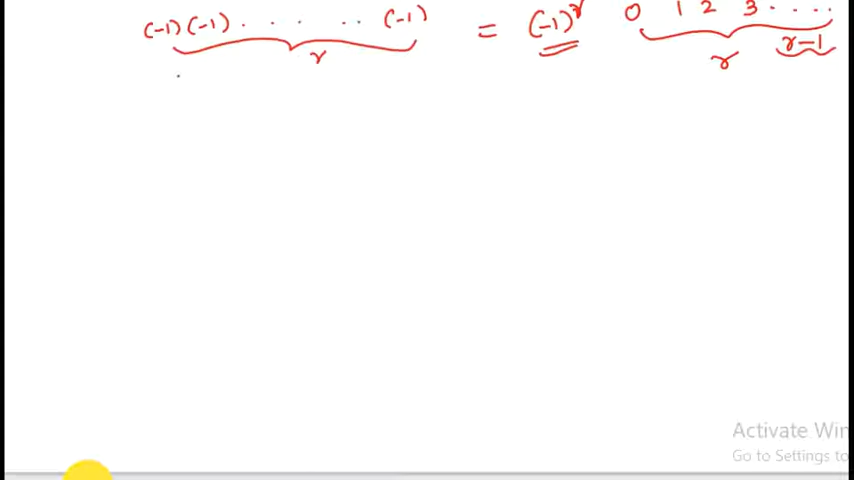 (-1)(-1) . . . . . (-1) = (-1)^r 0 1 2 3 . . . .
r r r-1
Activate Win
Go to Settings to